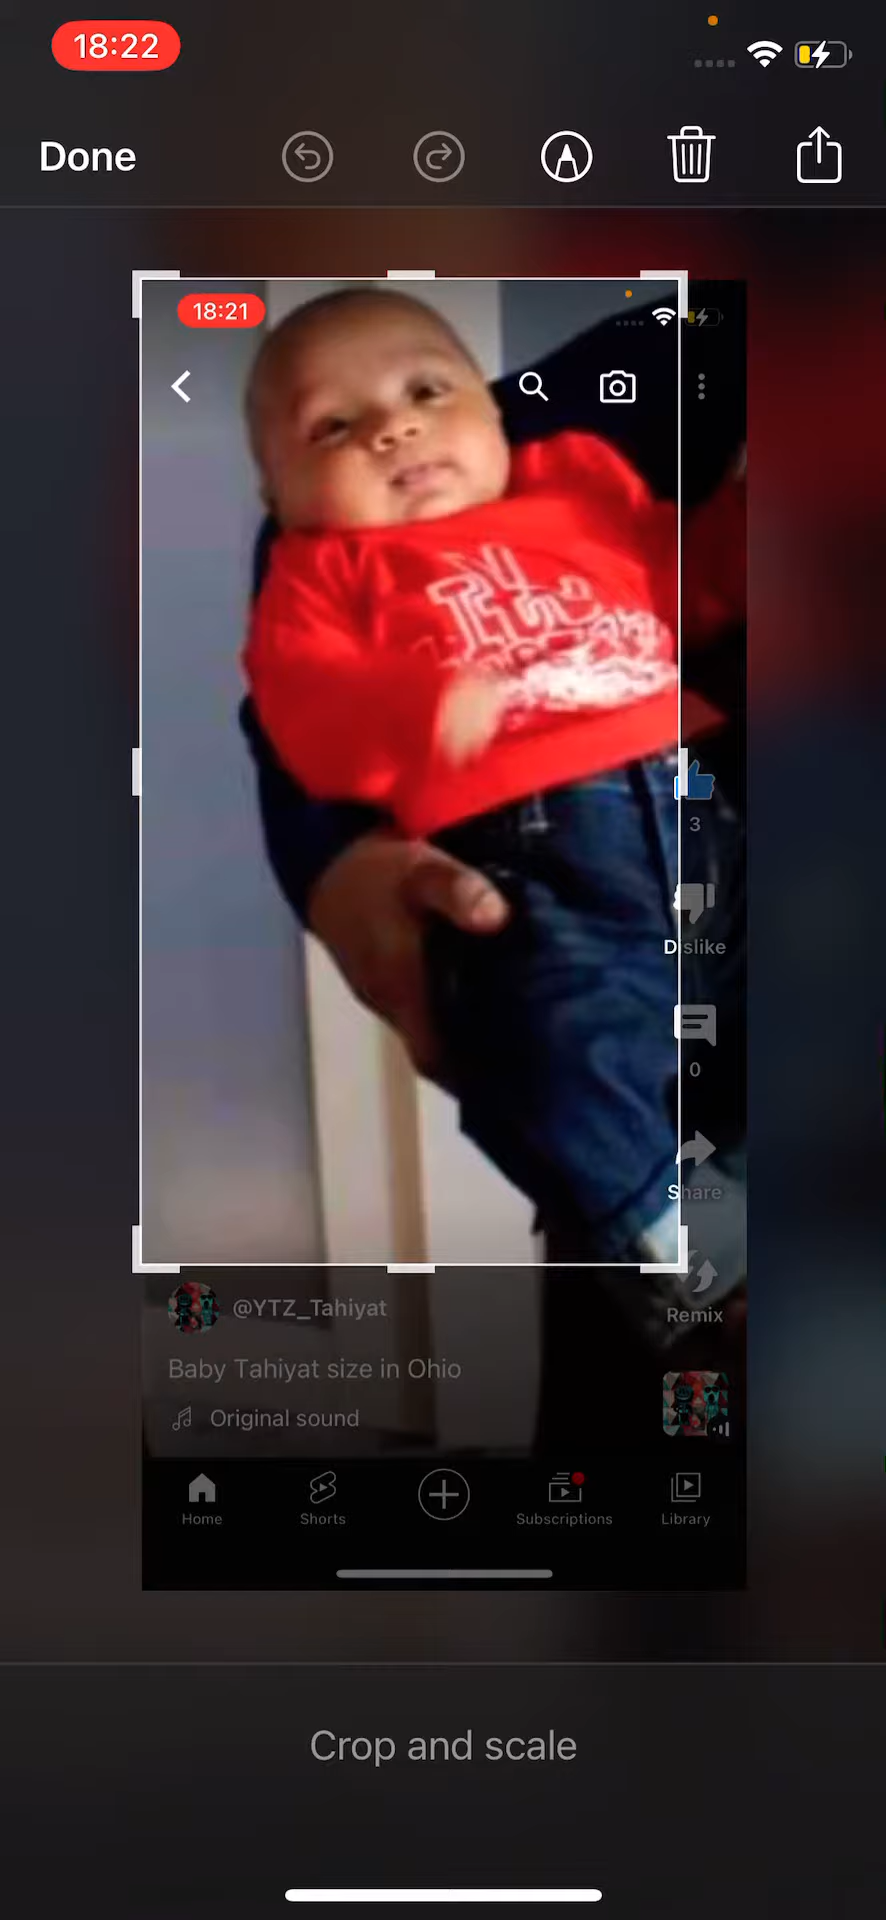 18:22
Done
18:21
3
Dislike
0
Share
Remix
@YTZ_Tahiyat
Baby Tahiyat size in Ohio
Original sound
Home
Shorts
Subscriptions
Library
Crop and scale